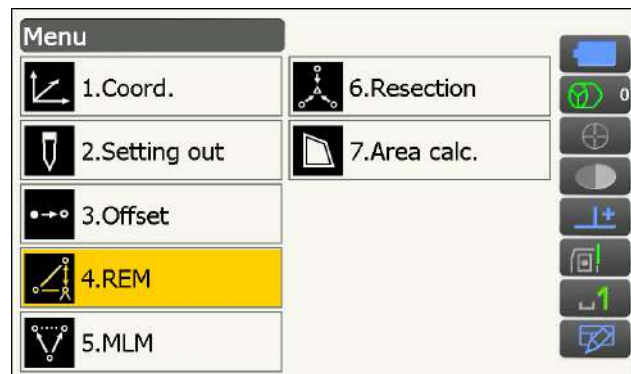 Menu
1.Coord.
2.Setting out
3.Offset
4.REM
5.MLM
6.Resection
7.Area calc.
0
1